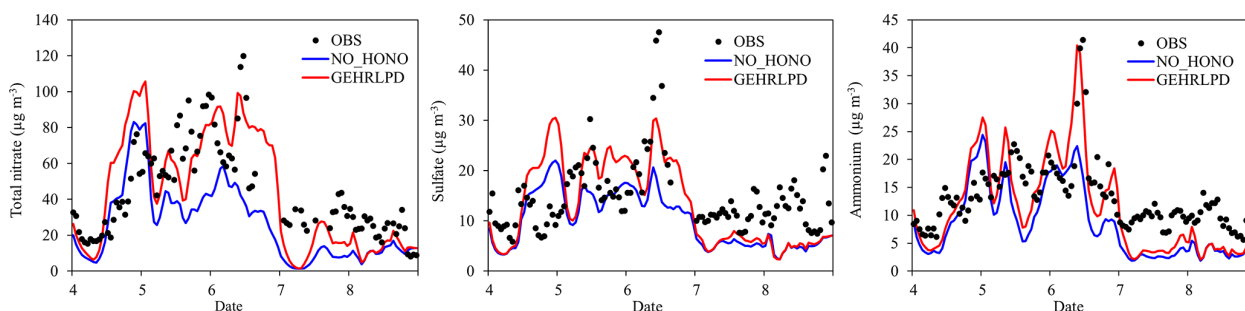 140
120
100
80
60
40
20
0
Total nitrate (µg m⁻³)
OBS
NO_HONO
GEHRLPD
4 5 6 7 8
Date
50
40
30
20
10
0
Sulfate (µg m⁻³)
OBS
NO_HONO
GEHRLPD
4 5 6 7 8
Date
45
40
35
30
25
20
15
10
5
0
Ammonium (µg m⁻³)
OBS
NO_HONO
GEHRLPD
4 5 6 7 8
Date